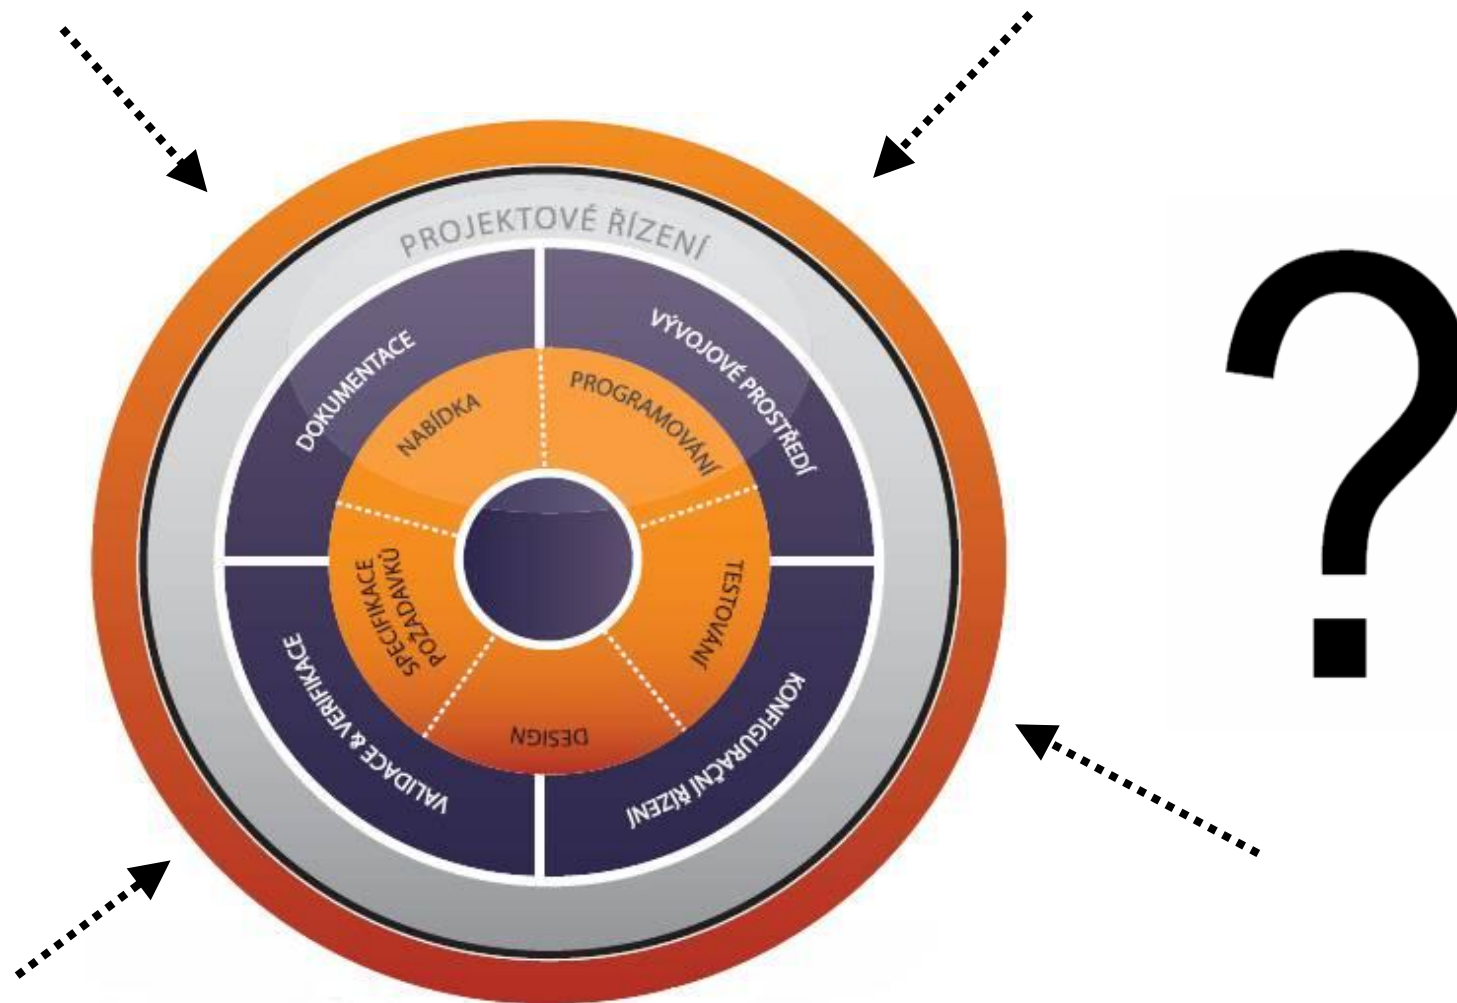 PROJEKTOVÉ ŘÍZENÍ
DOKUMENTACE
VÝVOJOVÉ PROSTŘEDÍ
NABÍDKA
PROGRAMOVÁNÍ
SPECIFIKACE
POŽADAVKŮ
TESTOVÁNÍ
DESIGN
VALIDACE & VERIFIKACE
KONFIGURAČNÍ ŘÍZENÍ
?